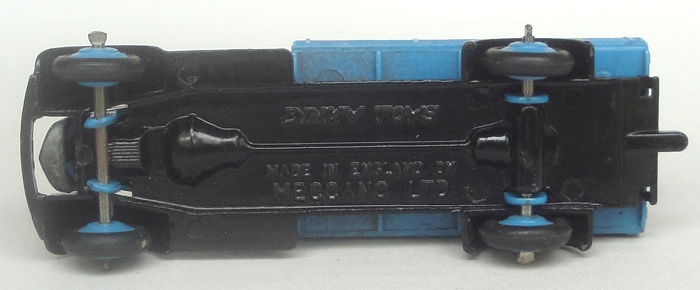 DINKY TOYS
MADE IN ENGLAND BY
MECCANO LTD